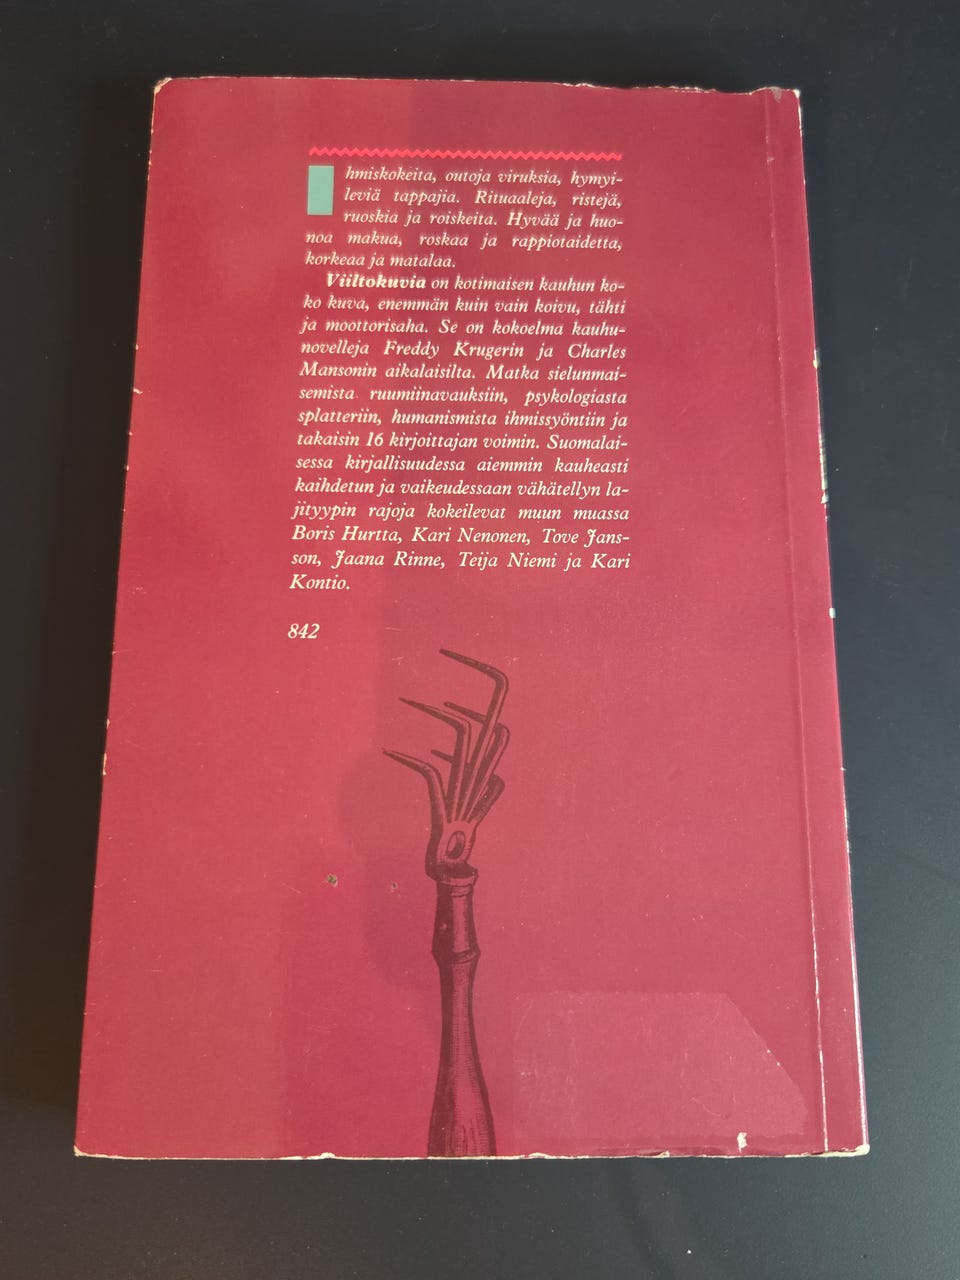 Ihmiskokeita, outoja viruksia, hymyi-
leviä tappajia. Rituaaleja, ristejä,
ruoskia ja roiskeita. Hyvää ja huo-
noa makua, roskaa ja rappiotaidetta,
korkeaa ja matalaa.
Viiltokuvia on kotimaisen kauhun ko-
ko kuva, enemmän kuin vain koivu, tähti
ja moottorisaha. Se on kokoelma kauhu-
novelleja Freddy Krugerin ja Charles
Mansonin aikalaisilta. Matka sielunmai-
semista ruumiinavauksiin, psykologiasta
splatteriin, humanismista ihmissyöntiin ja
takaisin 16 kirjoittajan voimin. Suomalai-
sessa kirjallisuudessa aiemmin kauheasti
kaihdetun ja vaikeudessaan vähätellyn la-
jityypin rajoja kokeilevat muun muassa
Boris Hurtta, Kari Nenonen, Tove Jans-
son, Jaana Rinne, Teija Niemi ja Kari
Kontio.
842